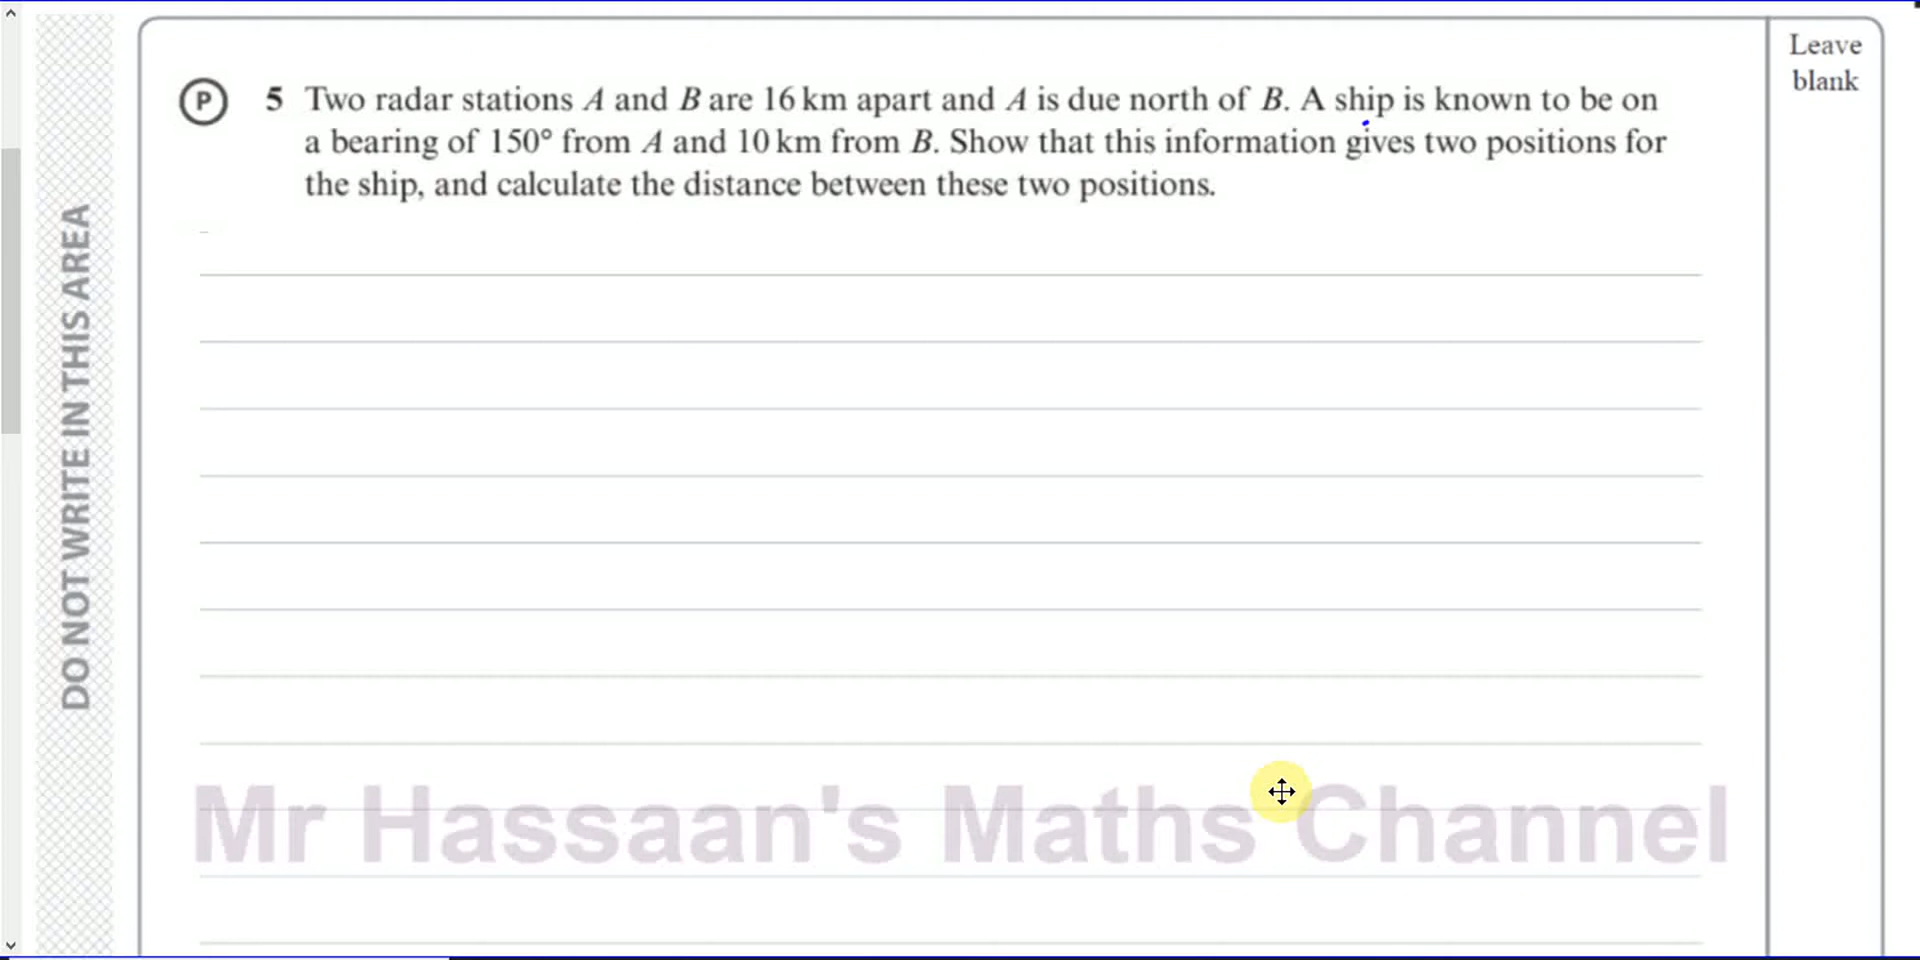 Leave
blank
P 5 Two radar stations A and B are 16 km apart and A is due north of B. A ship is known to be on
a bearing of 150° from A and 10 km from B. Show that this information gives two positions for
the ship, and calculate the distance between these two positions.
DO NOT WRITE IN THIS AREA
Mr Hassaan's Maths Channel